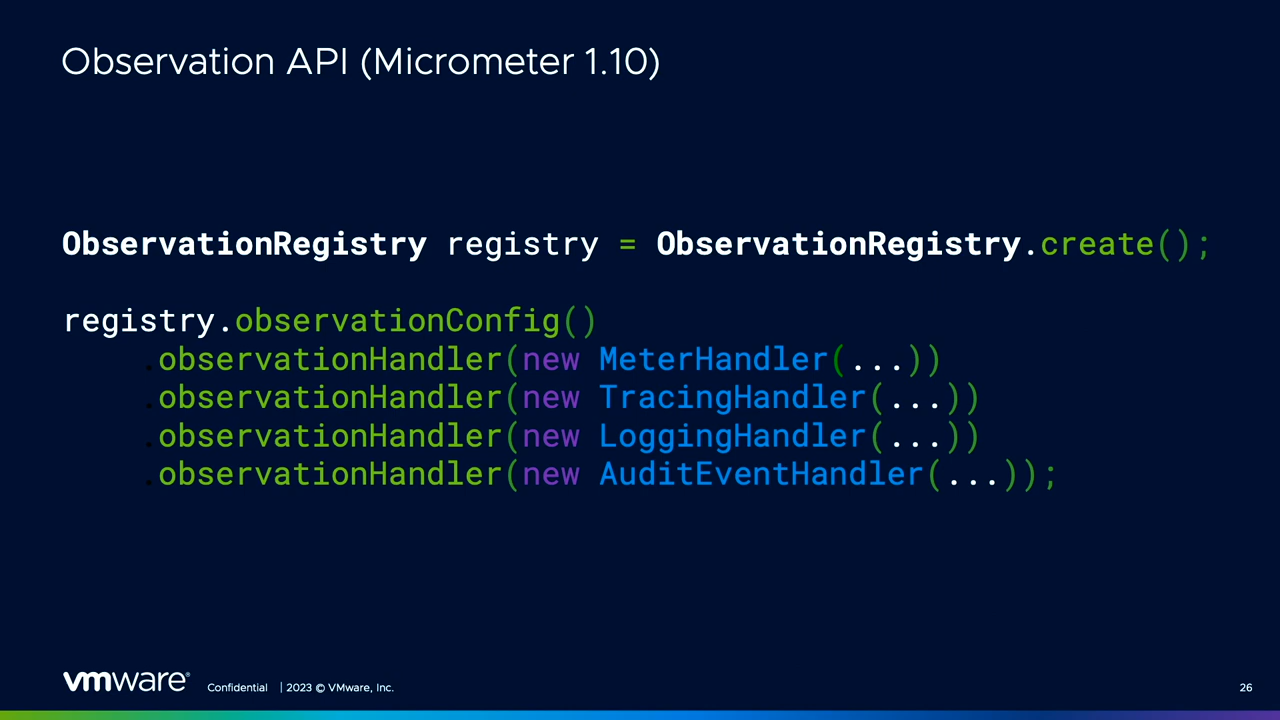 Observation API (Micrometer 1.10)
ObservationRegistry registry = ObservationRegistry.create();
registry.observationConfig()
.observationHandler(new MeterHandler(...))
.observationHandler(new TracingHandler(...))
.observationHandler(new LoggingHandler(...))
.observationHandler(new AuditEventHandler(...));
vmware® Confidential | 2023 © VMware, Inc. 26